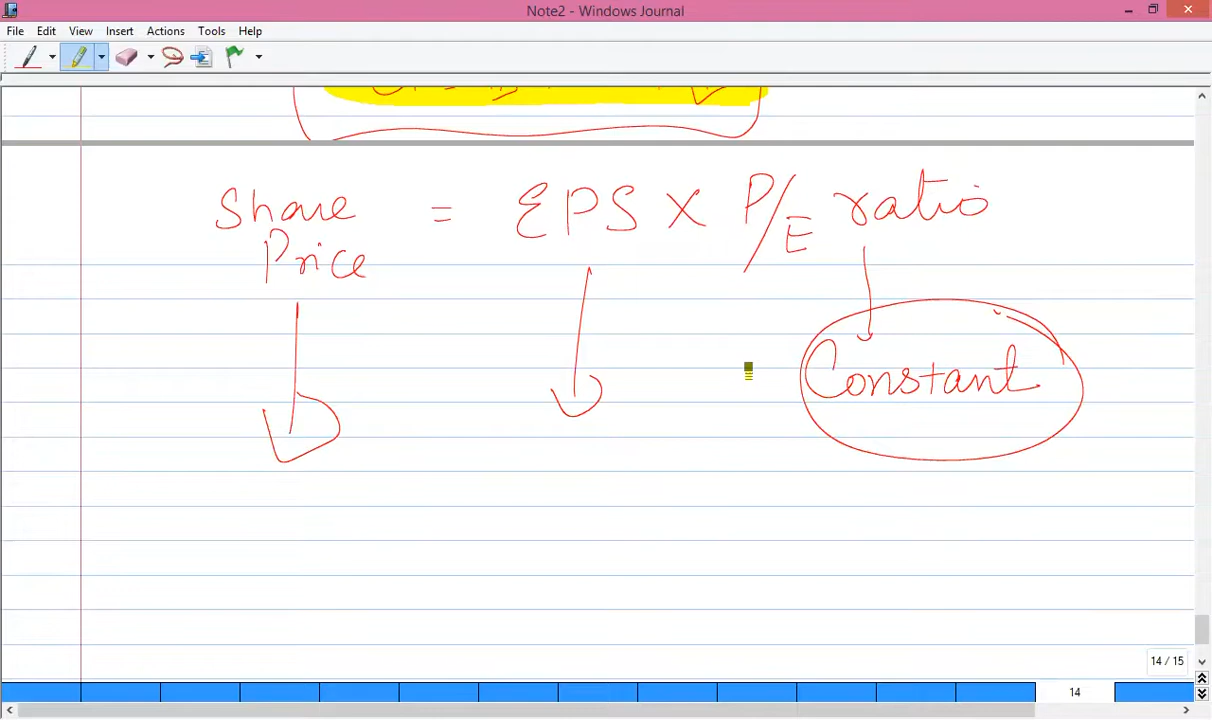 Note2 - Windows Journal
File Edit View Insert Actions Tools Help
Share = EPS X P/E ratio
Price
Constant
14 / 15
14